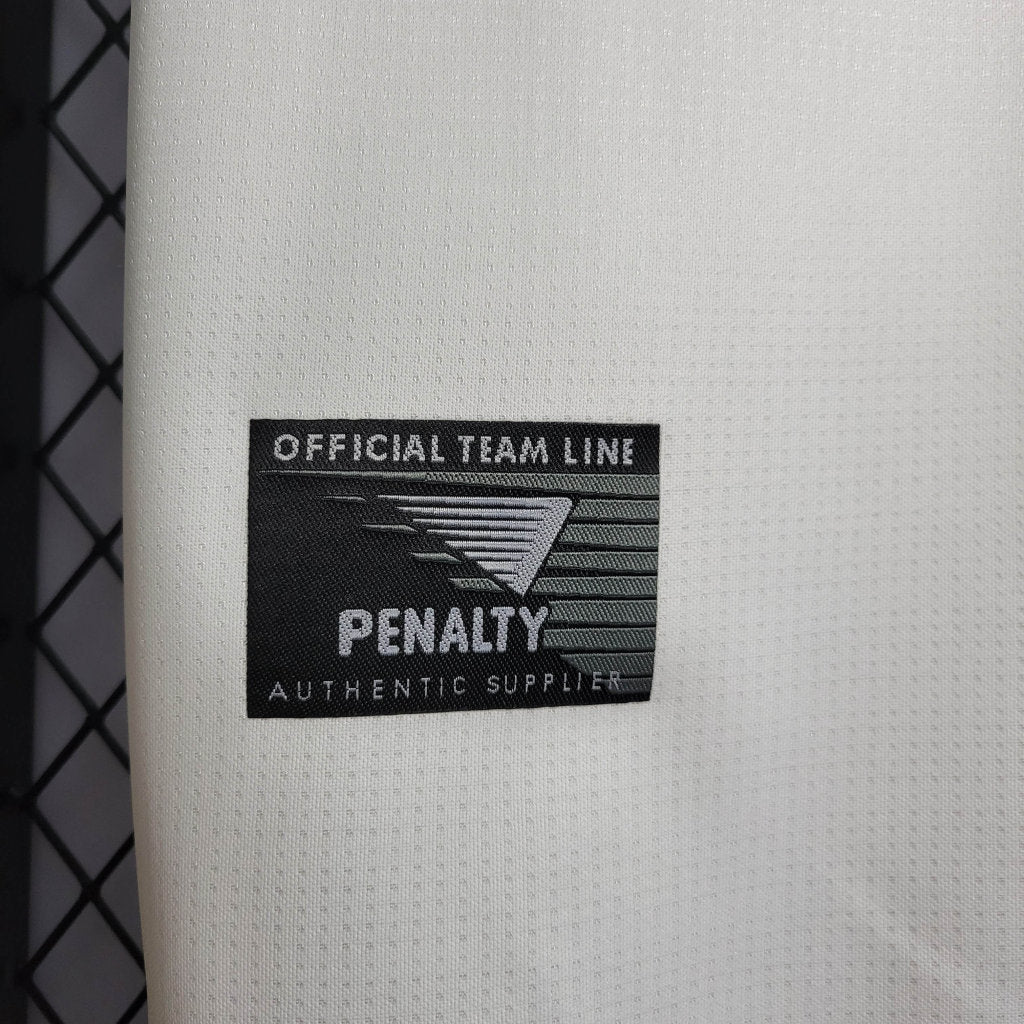 OFFICIAL TEAM LINE
PENALTY
AUTHENTIC SUPPLIER